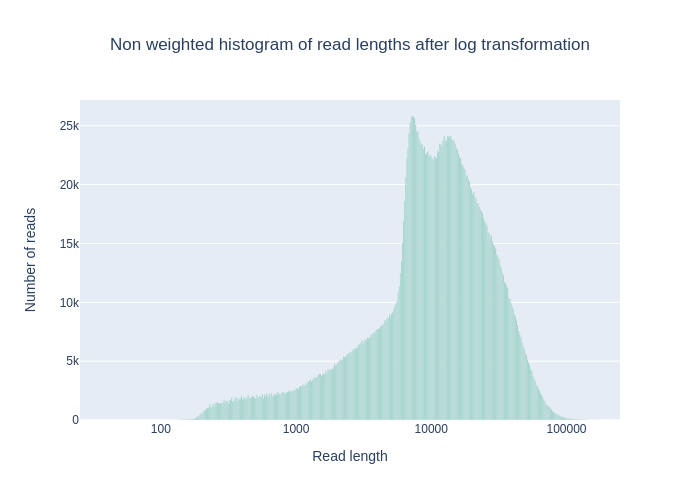 Non weighted histogram of read lengths after log transformation
25k
20k
15k
10k
5k
0
Number of reads
100
1000
10000
100000
Read length